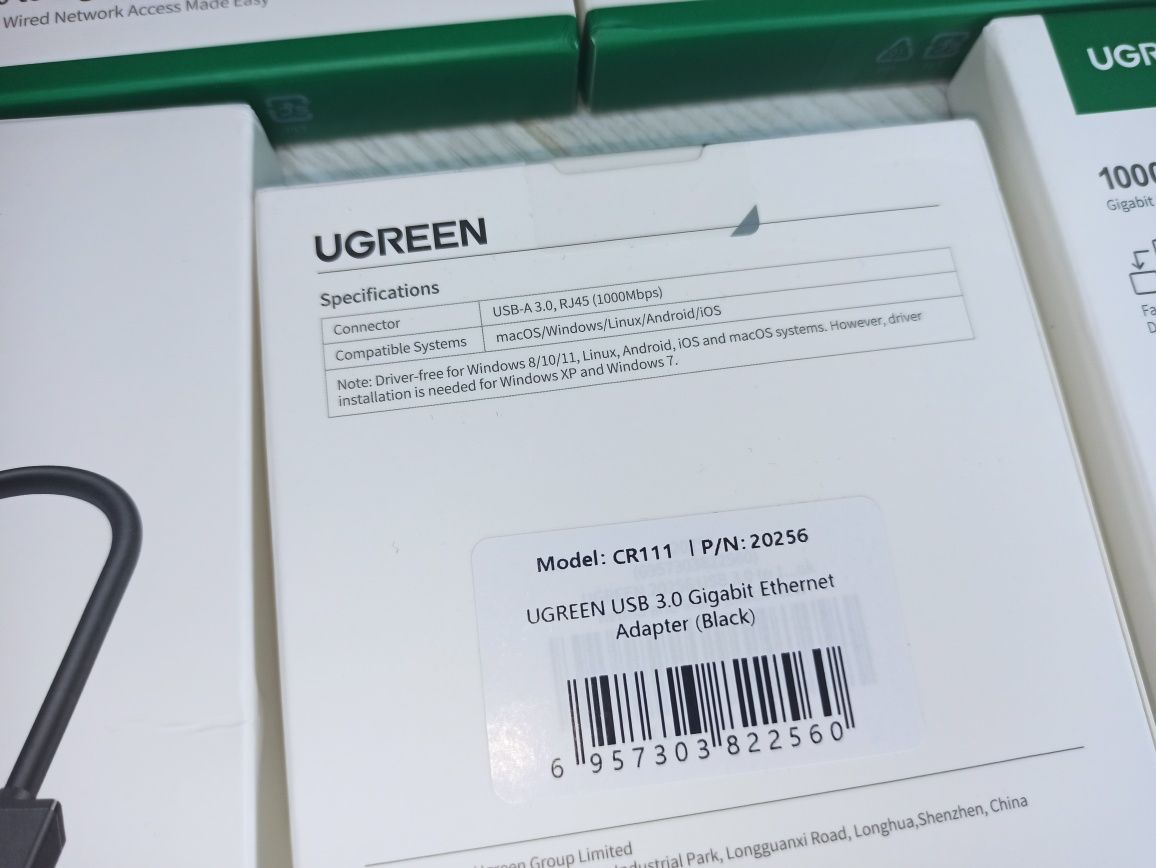 Wired Network Access Made Easy
UGREEN
Specifications
Connector USB-A 3.0, RJ45 (1000Mbps)
Compatible Systems macOS/Windows/Linux/Android/iOS
Note: Driver-free for Windows 8/10/11, Linux, Android, iOS and macOS systems. However, driver
installation is needed for Windows XP and Windows 7.
Model: CR111 | P/N: 20256
UGREEN USB 3.0 Gigabit Ethernet
Adapter (Black)
6 957303 822560
Group Limited
Park, Longguanxi Road, Longhua,Shenzhen, China
UGR
1000
Gigabit
Fa
D